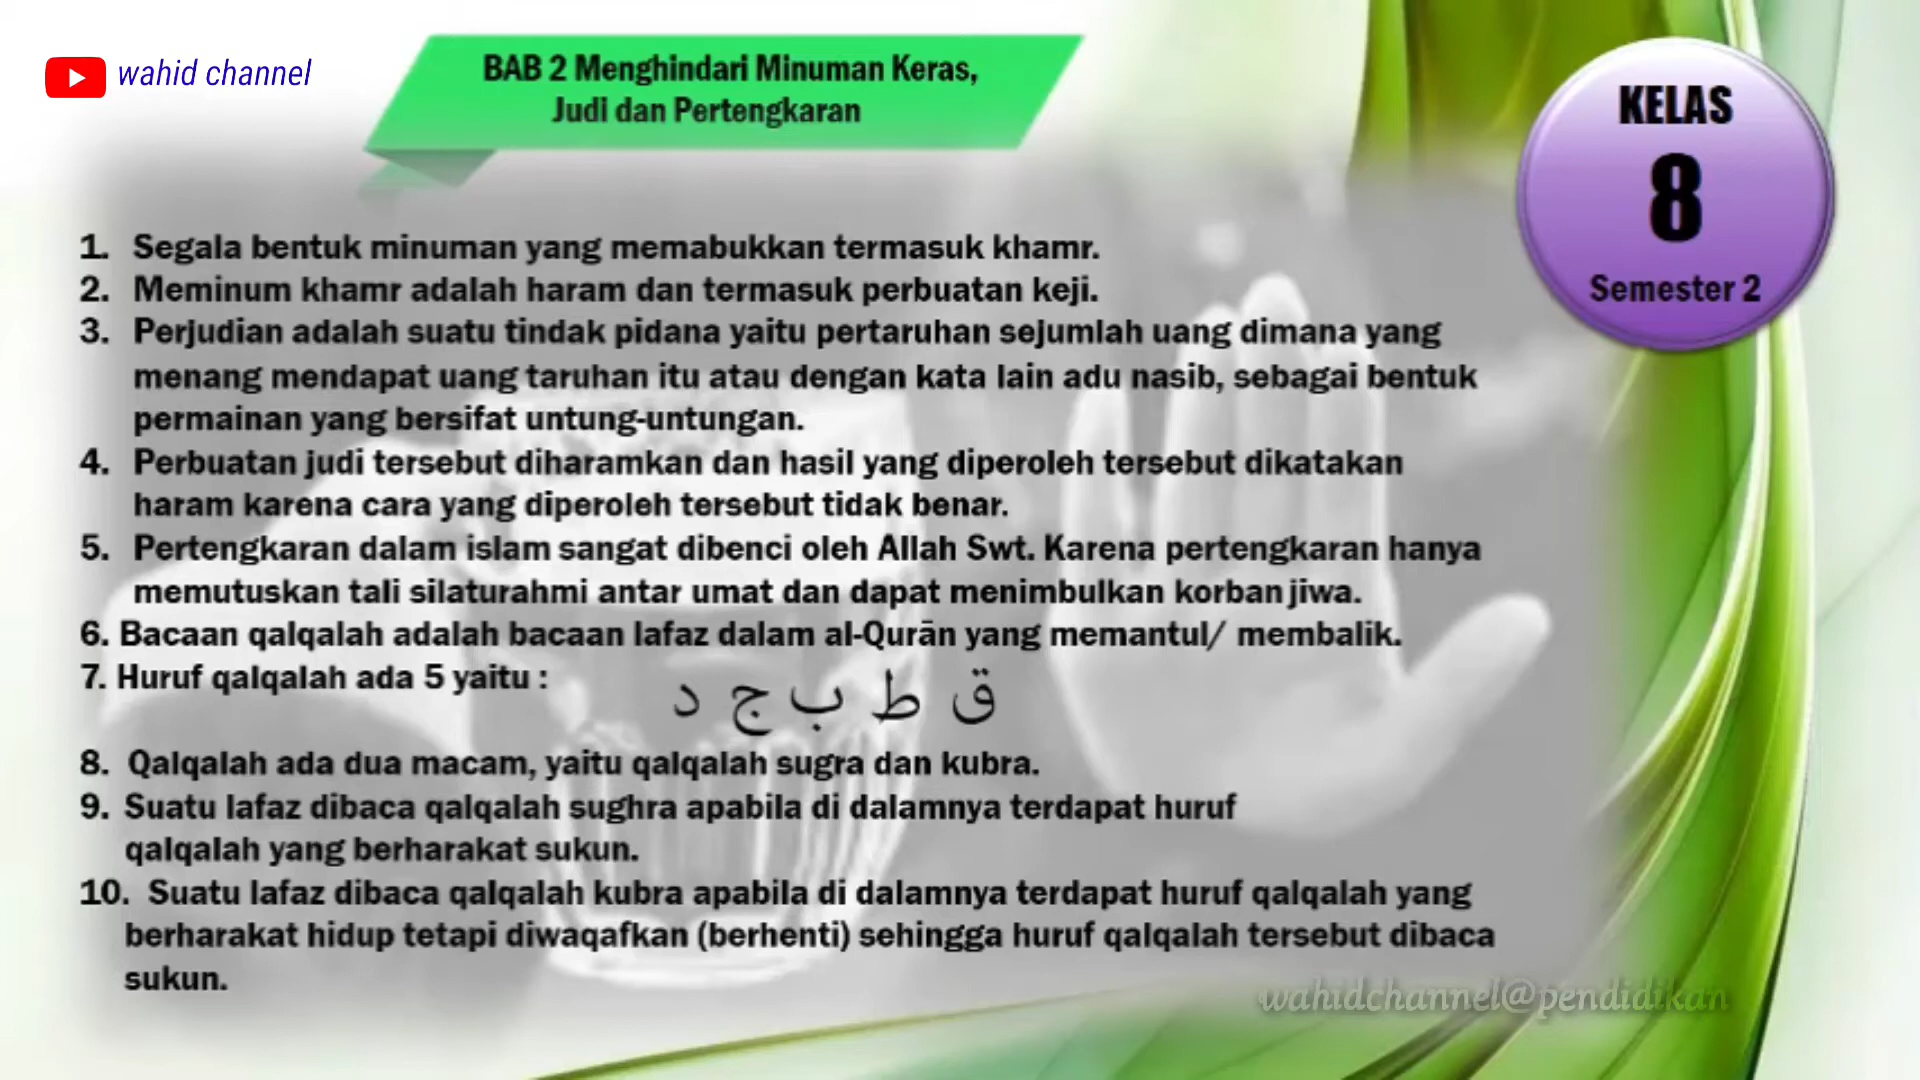 wahid channel
BAB 2 Menghindari Minuman Keras,
Judi dan Pertengkaran
KELAS
8
Semester 2
1. Segala bentuk minuman yang memabukkan termasuk khamr.
2. Meminum khamr adalah haram dan termasuk perbuatan keji.
3. Perjudian adalah suatu tindak pidana yaitu pertaruhan sejumlah uang dimana yang
menang mendapat uang taruhan itu atau dengan kata lain adu nasib, sebagai bentuk
permainan yang bersifat untung-untungan.
4. Perbuatan judi tersebut diharamkan dan hasil yang diperoleh tersebut dikatakan
haram karena cara yang diperoleh tersebut tidak benar.
5. Pertengkaran dalam islam sangat dibenci oleh Allah Swt. Karena pertengkaran hanya
memutuskan tali silaturahmi antar umat dan dapat menimbulkan korban jiwa.
6. Bacaan qalqalah adalah bacaan lafaz dalam al-Qurān yang memantul/ membalik.
7. Huruf qalqalah ada 5 yaitu :
ق ط ب ج د
8. Qalqalah ada dua macam, yaitu qalqalah sugra dan kubra.
9. Suatu lafaz dibaca qalqalah sughra apabila di dalamnya terdapat huruf
qalqalah yang berharakat sukun.
10. Suatu lafaz dibaca qalqalah kubra apabila di dalamnya terdapat huruf qalqalah yang
berharakat hidup tetapi diwaqafkan (berhenti) sehingga huruf qalqalah tersebut dibaca
sukun.
wahidchannel@pendidikan